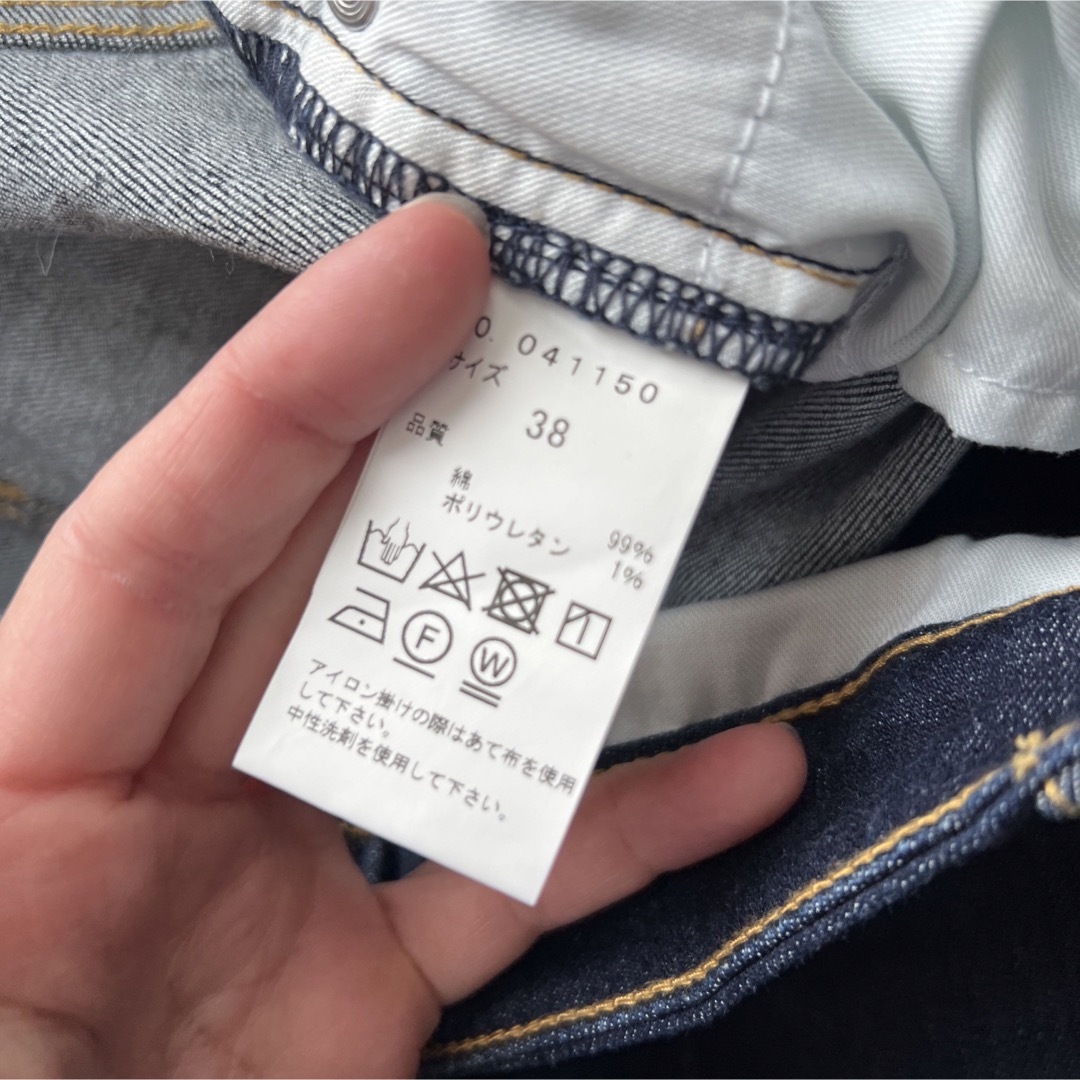 0. 041150
サイズ
38
品質
綿 99%
ポリウレタン 1%
F W
アイロン掛けの際はあて布を使用
して下さい。
中性洗剤を使用して下さい。